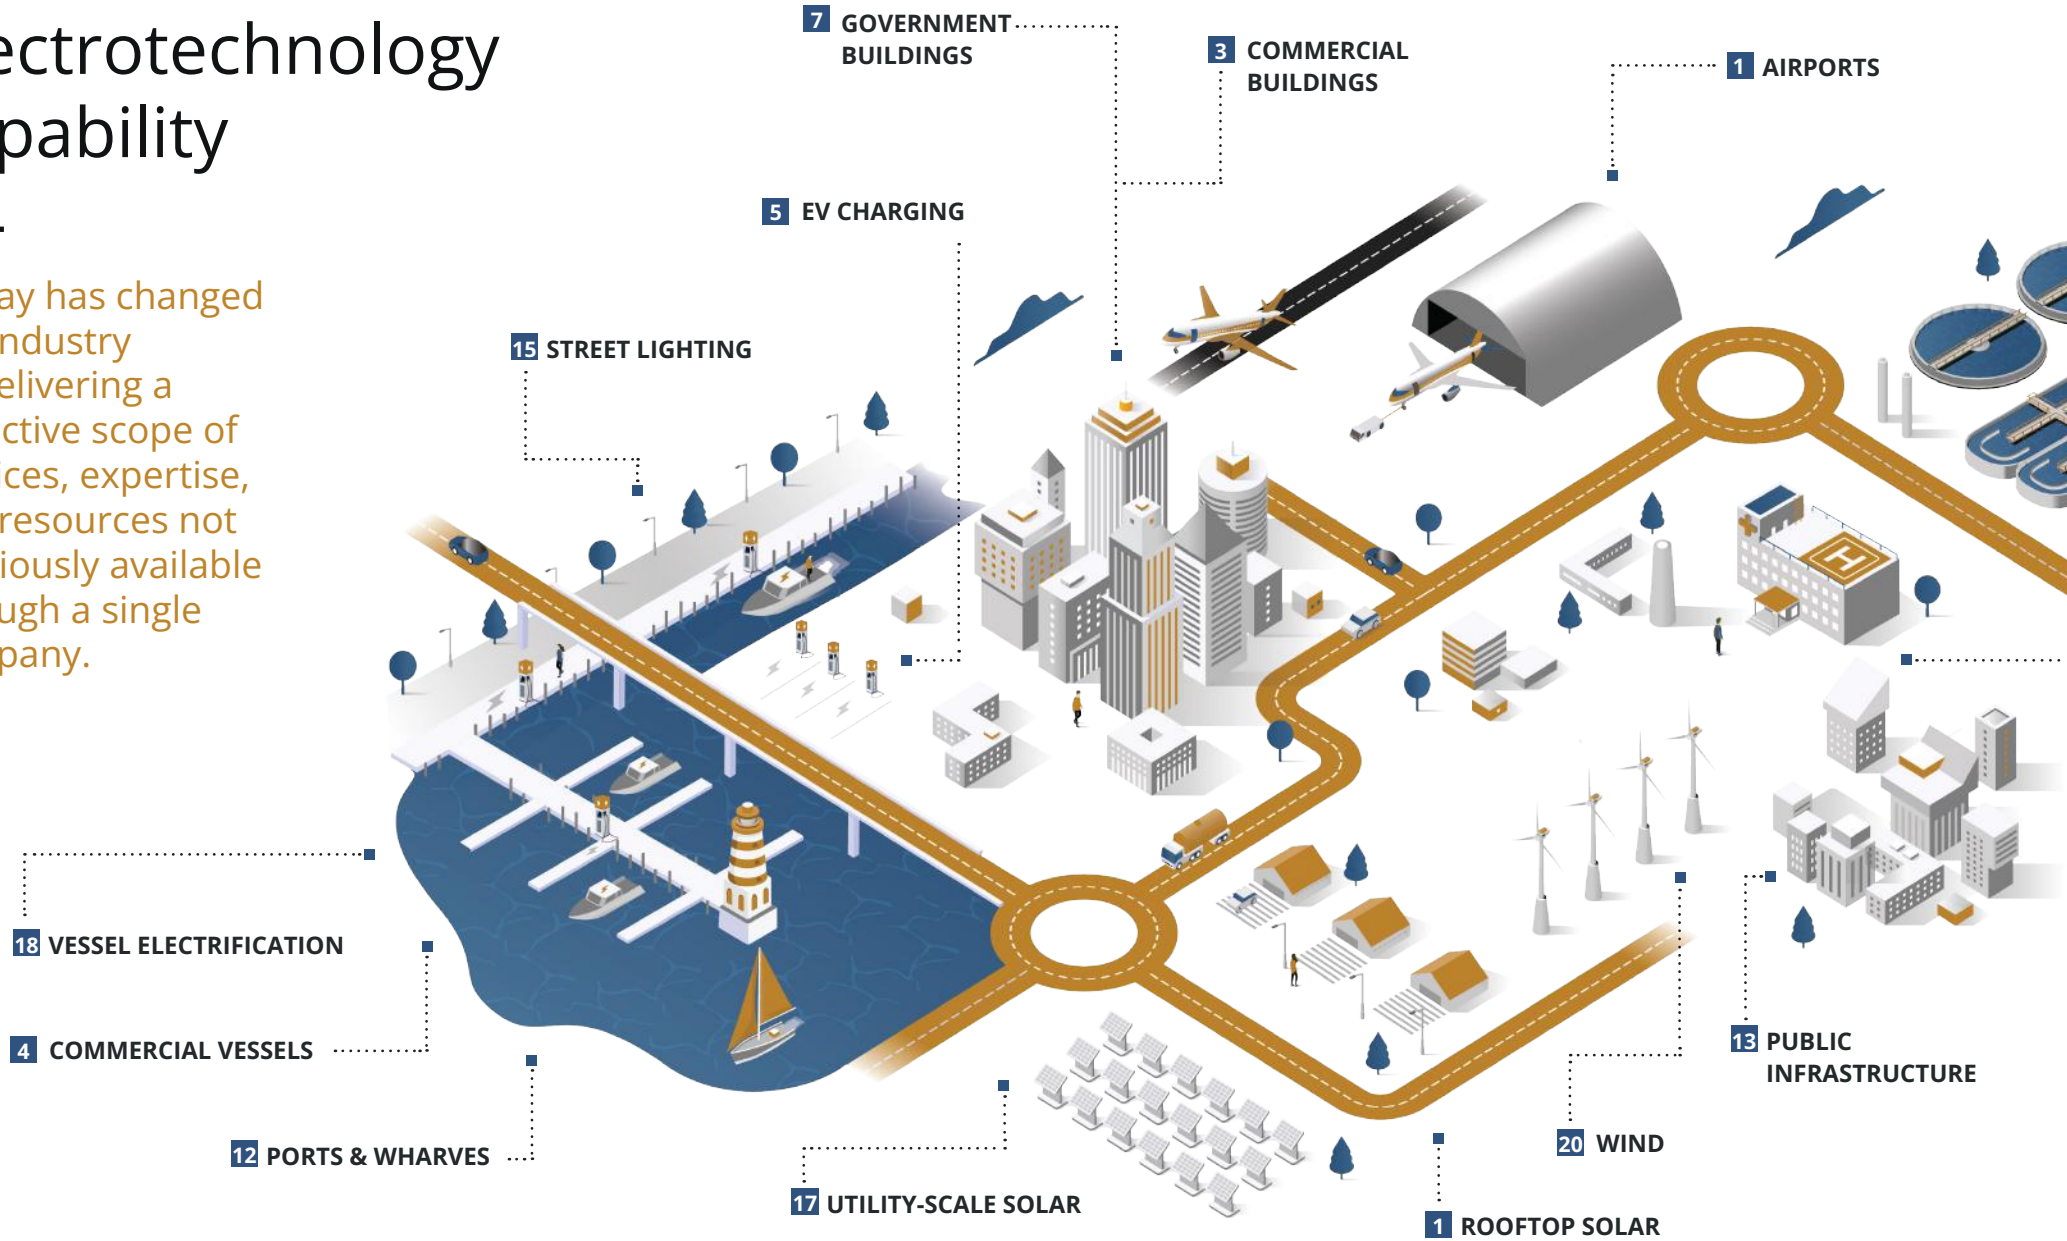 ectrotechnology
pability
ay has changed
ndustry
elivering a
ctive scope of
ices, expertise,
resources not
iously available
ugh a single
pany.
7 GOVERNMENT
BUILDINGS
3 COMMERCIAL
BUILDINGS
1 AIRPORTS
5 EV CHARGING
15 STREET LIGHTING
H
18 VESSEL ELECTRIFICATION
4 COMMERCIAL VESSELS
12 PORTS & WHARVES
17 UTILITY-SCALE SOLAR
1 ROOFTOP SOLAR
20 WIND
13 PUBLIC
INFRASTRUCTURE